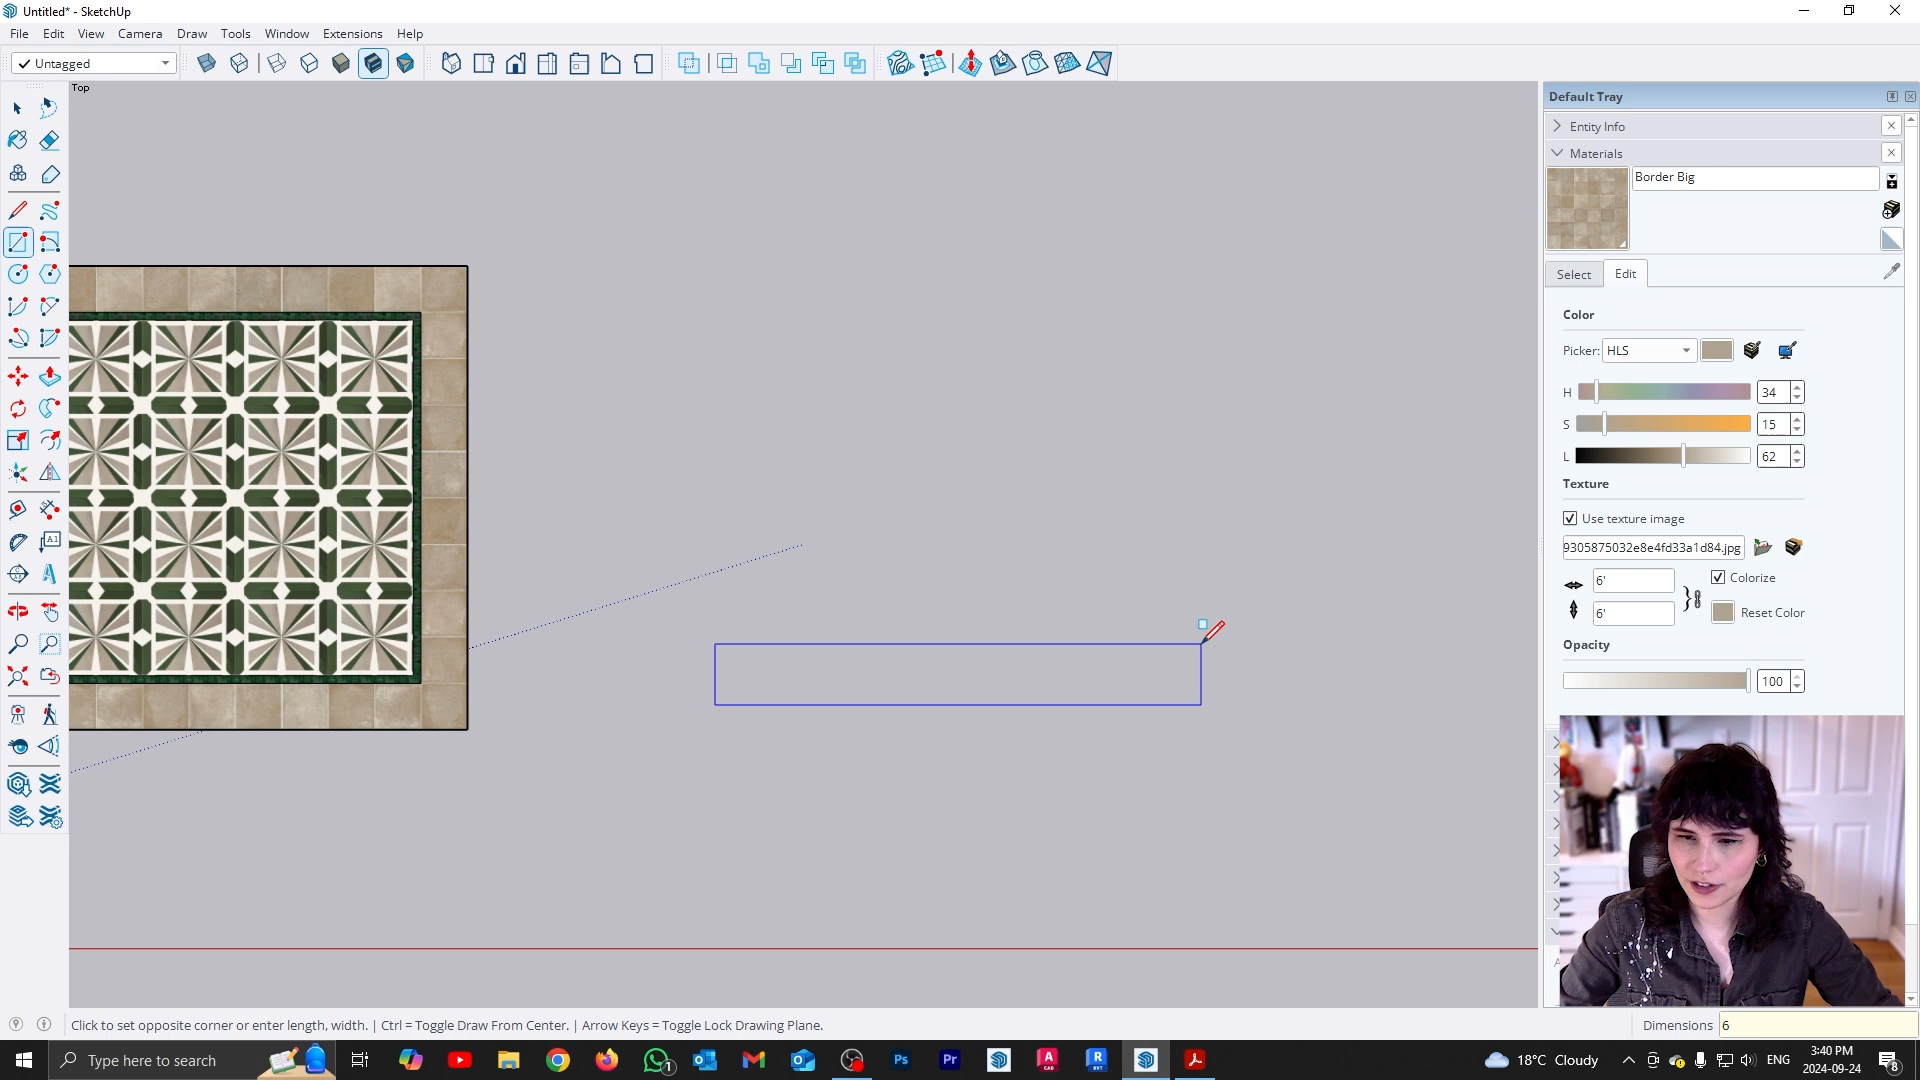 Untitled* - SketchUp
File Edit View Camera Draw Tools Window Extensions Help
Untagged
Top
Default Tray
Entity Info
Materials
Border Big
Select Edit
Color
Picker: HLS
H 34
S 15
L 62
Texture
Use texture image
9305875032e8e4fd33a1d84.jpg
6' Colorize
6' Reset Color
Opacity
100
Click to set opposite corner or enter length, width. | Ctrl = Toggle Draw From Center. | Arrow Keys = Toggle Lock Drawing Plane.
Dimensions 6
Type here to search
18°C Cloudy
ENG
3:40 PM
2024-09-24
8